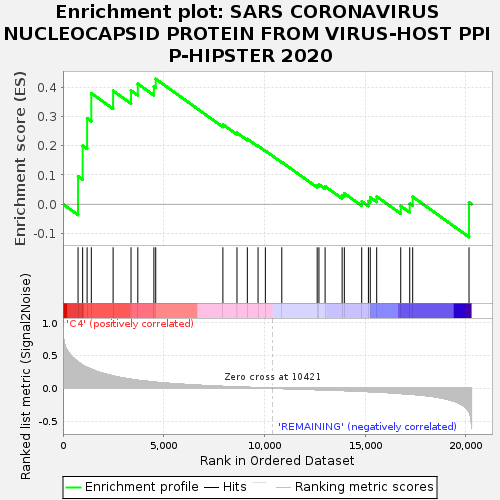 Enrichment plot: SARS CORONAVIRUS
NUCLEOCAPSID PROTEIN FROM VIRUS-HOST PPI
P-HIPSTER 2020
Enrichment score (ES)
0.4
0.3
0.2
0.1
0.0
-0.1
Ranked list metric (Signal2Noise)
1.0
0.5
0.0
-0.5
'C4' (positively correlated)
Zero cross at 10421
'REMAINING' (negatively correlated)
0
5,000
10,000
15,000
20,000
Rank in Ordered Dataset
Enrichment profile
Hits
Ranking metric scores